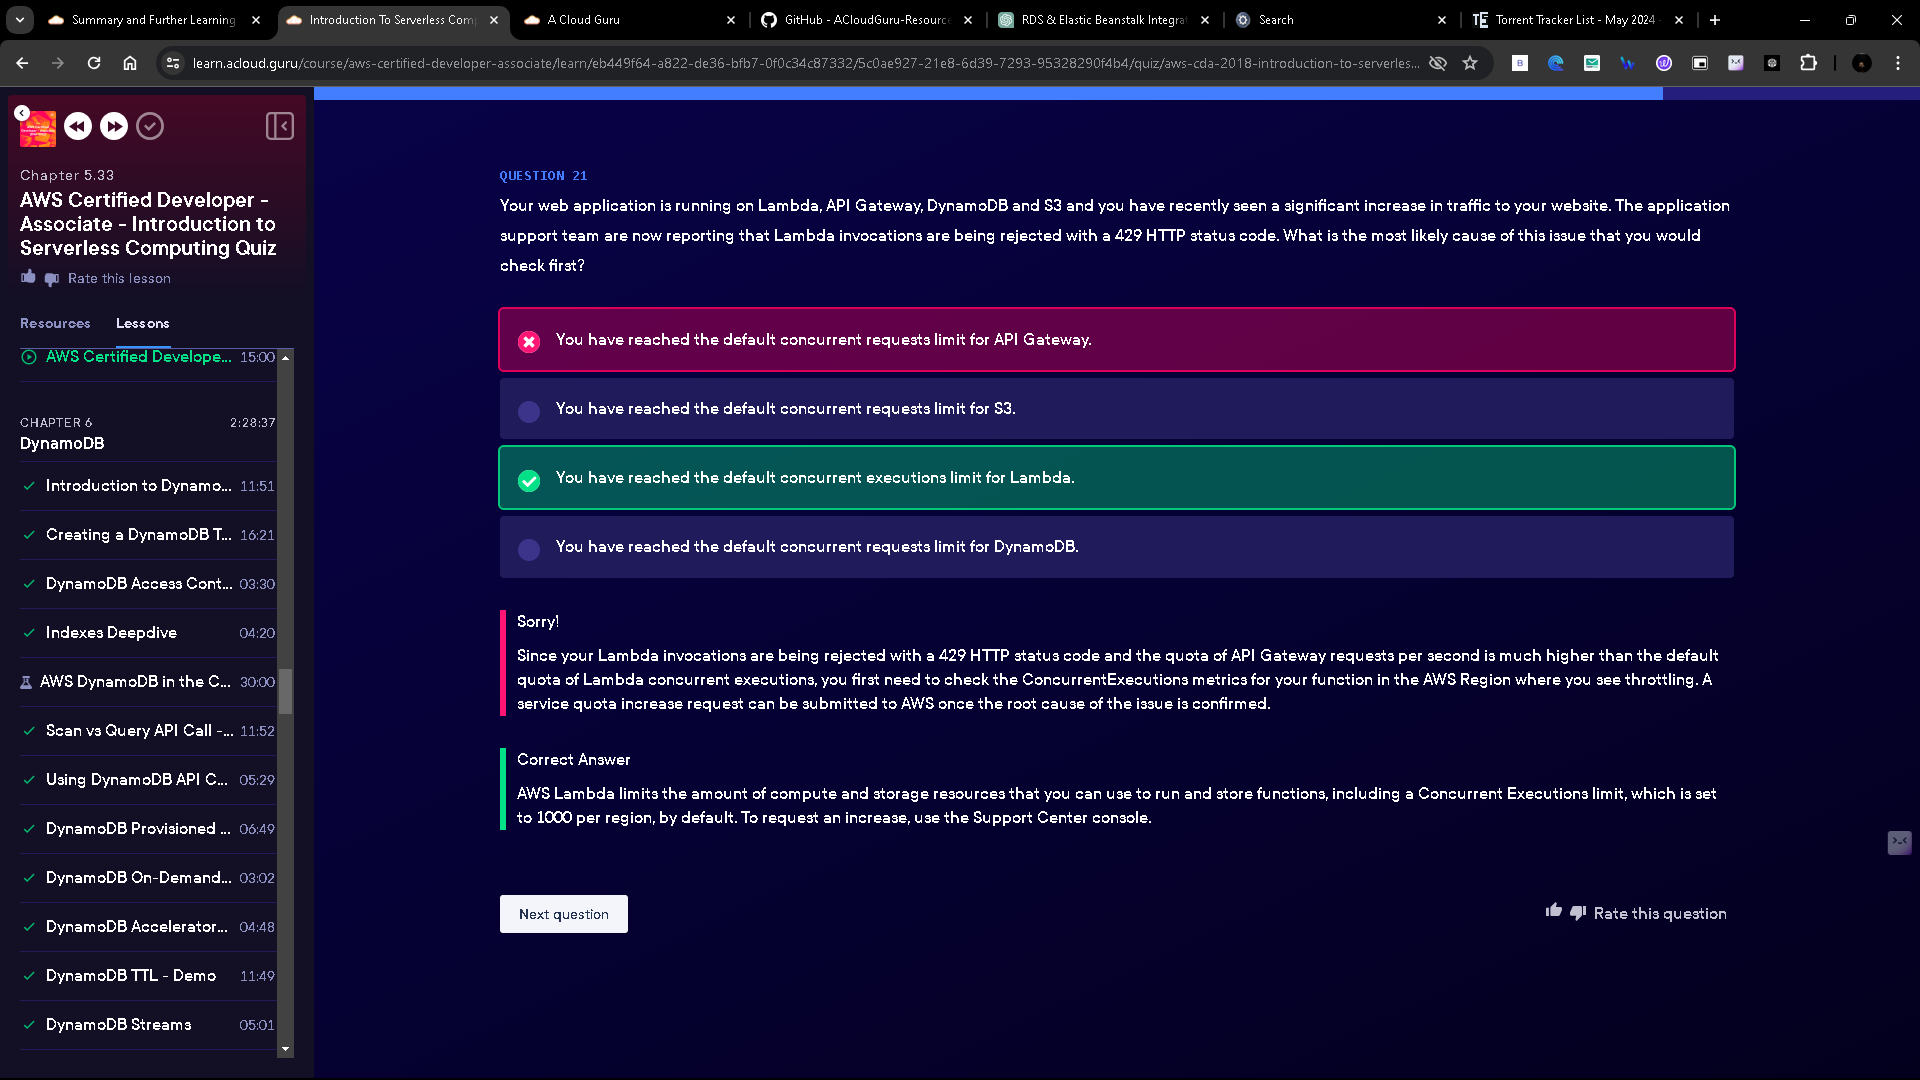 Summary and Further Learning
Introduction To Serverless Comp
A Cloud Guru
GitHub - ACloudGuru-Resource
RDS & Elastic Beanstalk Integrat
Search
Torrent Tracker List - May 2024
learn.acloud.guru/course/aws-certified-developer-associate/learn/eb449f64-a822-de36-bfb7-0f0c34c87332/5c0ae927-21e8-6d39-7293-95328290f4b4/quiz/aws-cda-2018-introduction-to-serverles...
Chapter 5.33
AWS Certified Developer -
Associate - Introduction to
Serverless Computing Quiz
Rate this lesson
Resources
Lessons
AWS Certified Develope... 15:00
CHAPTER 6 2:28:37
DynamoDB
Introduction to Dynamo... 11:51
Creating a DynamoDB T... 16:21
DynamoDB Access Cont... 03:30
Indexes Deepdive 04:20
AWS DynamoDB in the C... 30:00
Scan vs Query API Call -... 11:52
Using DynamoDB API C... 05:29
DynamoDB Provisioned ... 06:49
DynamoDB On-Demand... 03:02
DynamoDB Accelerator... 04:48
DynamoDB TTL - Demo 11:49
DynamoDB Streams 05:01
QUESTION 21
Your web application is running on Lambda, API Gateway, DynamoDB and S3 and you have recently seen a significant increase in traffic to your website. The application
support team are now reporting that Lambda invocations are being rejected with a 429 HTTP status code. What is the most likely cause of this issue that you would
check first?
You have reached the default concurrent requests limit for API Gateway.
You have reached the default concurrent requests limit for S3.
You have reached the default concurrent executions limit for Lambda.
You have reached the default concurrent requests limit for DynamoDB.
Sorry!
Since your Lambda invocations are being rejected with a 429 HTTP status code and the quota of API Gateway requests per second is much higher than the default
quota of Lambda concurrent executions, you first need to check the ConcurrentExecutions metrics for your function in the AWS Region where you see throttling. A
service quota increase request can be submitted to AWS once the root cause of the issue is confirmed.
Correct Answer
AWS Lambda limits the amount of compute and storage resources that you can use to run and store functions, including a Concurrent Executions limit, which is set
to 1000 per region, by default. To request an increase, use the Support Center console.
Next question
Rate this question